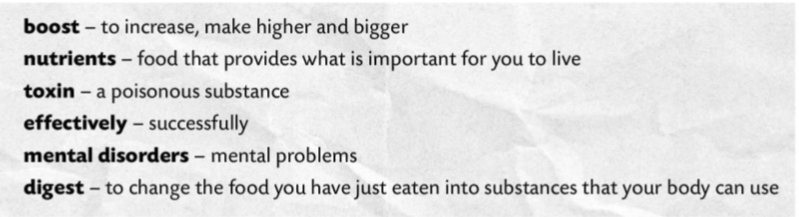 boost – to increase, make higher and bigger
nutrients – food that provides what is important for you to live
toxin – a poisonous substance
effectively – successfully
mental disorders – mental problems
digest – to change the food you have just eaten into substances that your body can use